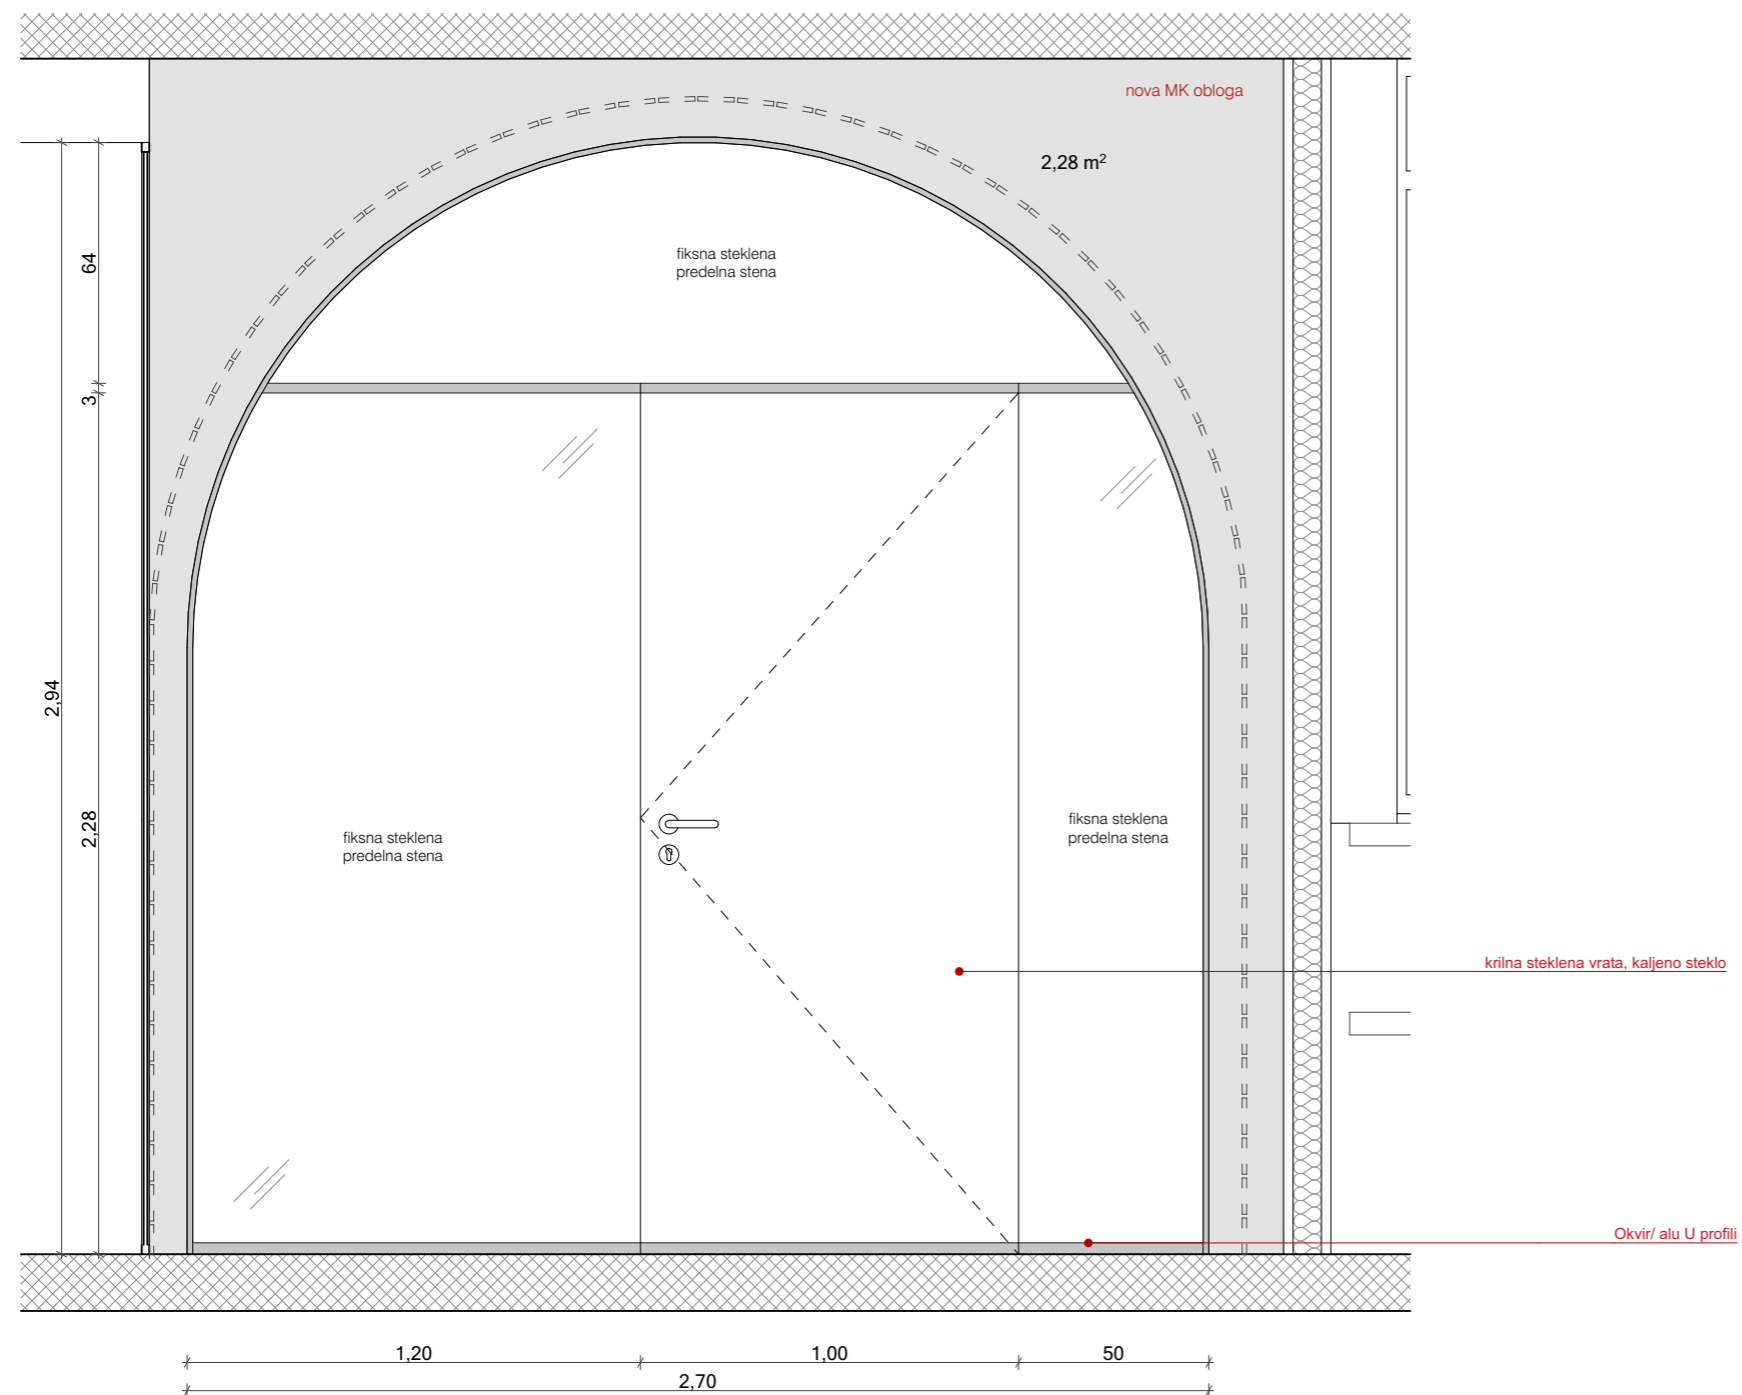 nova MK obloga
2,28 m²
fiksna steklena
predelna stena
64
3
2,94
2,28
fiksna steklena
predelna stena
fiksna steklena
predelna stena
krilna steklena vrata, kaljeno steklo
Okvir/ alu U profili
1,20
1,00
50
2,70